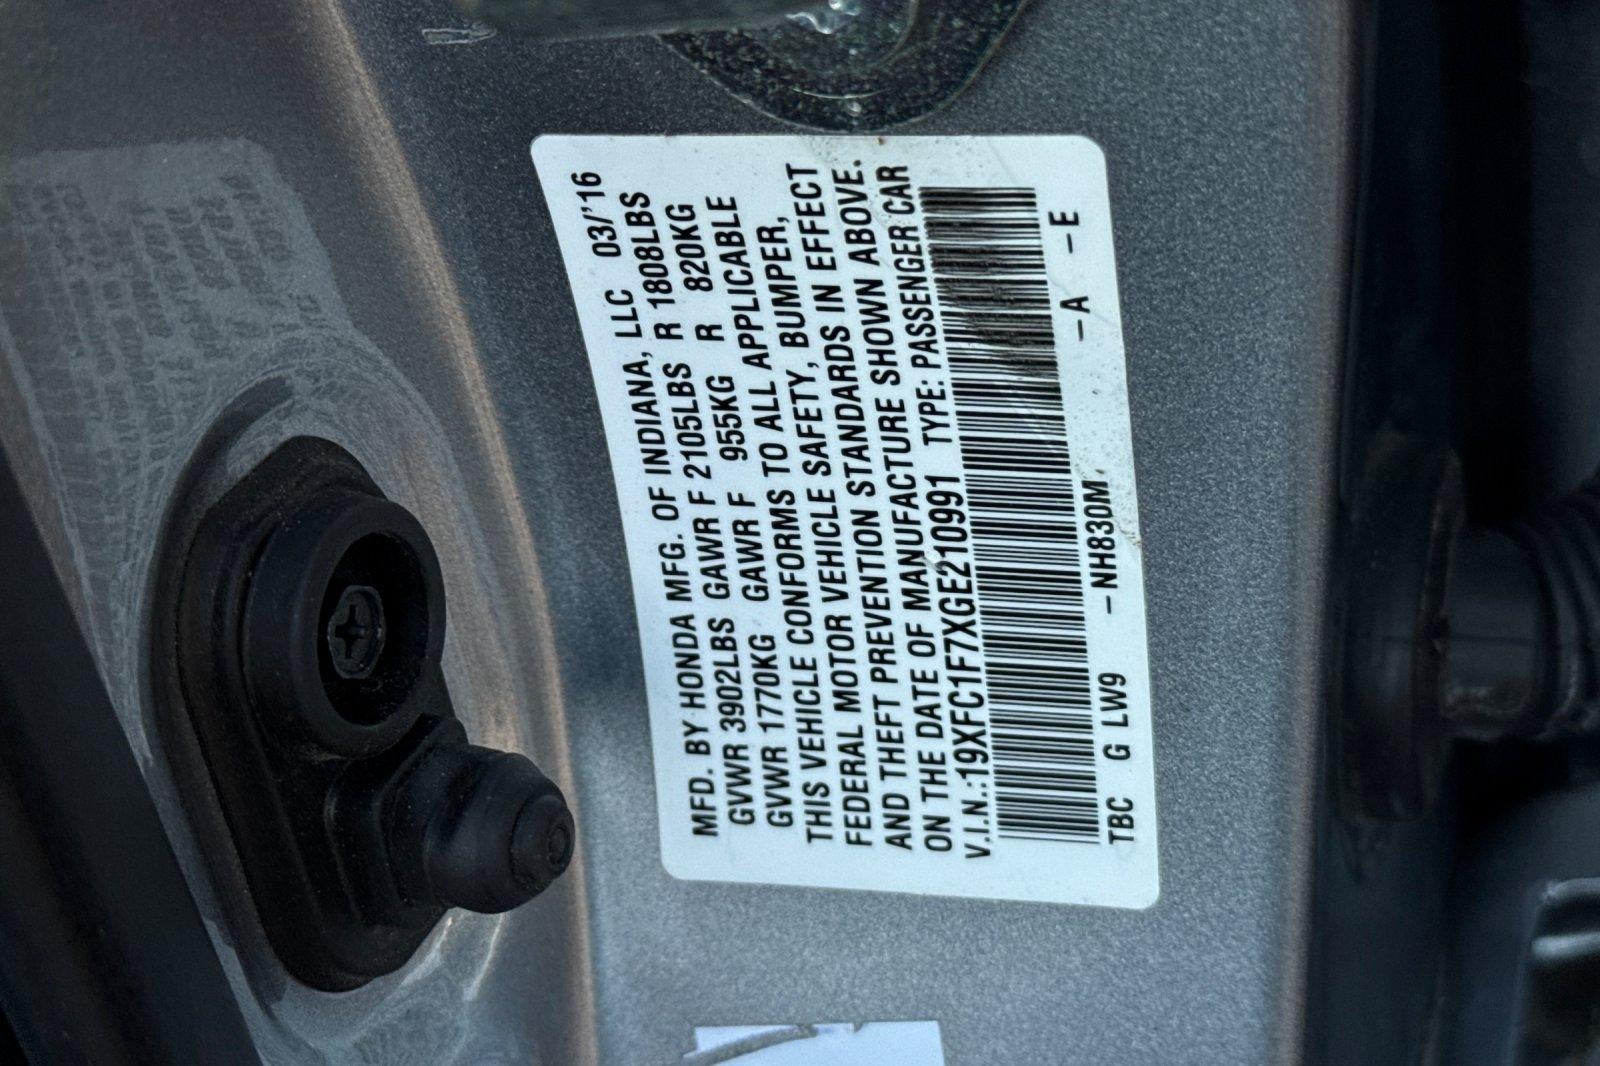 MFD. BY HONDA MFG. OF INDIANA, LLC 03/'16
GVWR 3902LBS GAWR F 2105LBS R 1808LBS
GVWR 1770KG GAWR F 955KG R 820KG
THIS VEHICLE CONFORMS TO ALL APPLICABLE
FEDERAL MOTOR VEHICLE SAFETY, BUMPER,
AND THEFT PREVENTION STANDARDS IN EFFECT
ON THE DATE OF MANUFACTURE SHOWN ABOVE.
V.I.N.:19XFC1F7XGE210991 TYPE: PASSENGER CAR
TBC G LW9 -NH830M -A -E